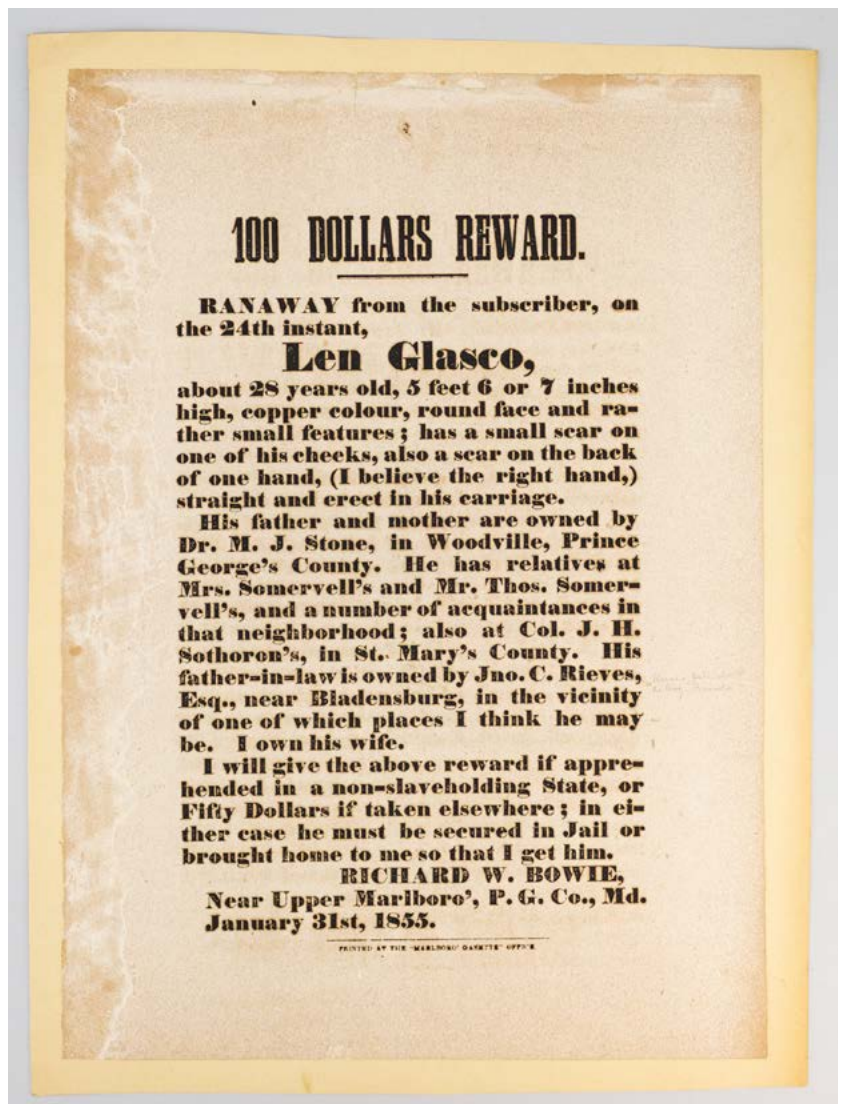 100 DOLLARS REWARD.
RANAWAY from the subscriber, on
the 24th instant,
Len Glasco,
about 28 years old, 5 feet 6 or 7 inches
high, copper colour, round face and ra-
ther small features; has a small scar on
one of his cheeks, also a scar on the back
of one hand, (I believe the right hand,)
straight and erect in his carriage.
His father and mother are owned by
Dr. M. J. Stone, in Woodville, Prince
George's County. He has relatives at
Mrs. Somervell's and Mr. Thos. Somer-
vell's, and a number of acquaintances in
that neighborhood; also at Col. J. H.
Sothoron's, in St. Mary's County. His
father-in-law is owned by Jno. C. Rieves,
Esq., near Bladensburg, in the vicinity
of one of which places I think he may
be. I own his wife.
I will give the above reward if appre-
hended in a non-slaveholding State, or
Fifty Dollars if taken elsewhere; in ei-
ther case he must be secured in Jail or
brought home to me so that I get him.
RICHARD W. BOWIE,
Near Upper Marlboro', P. G. Co., Md.
January 31st, 1855.
PRINTED AT THE "MARLBORO' GAZETTE" OFFICE.